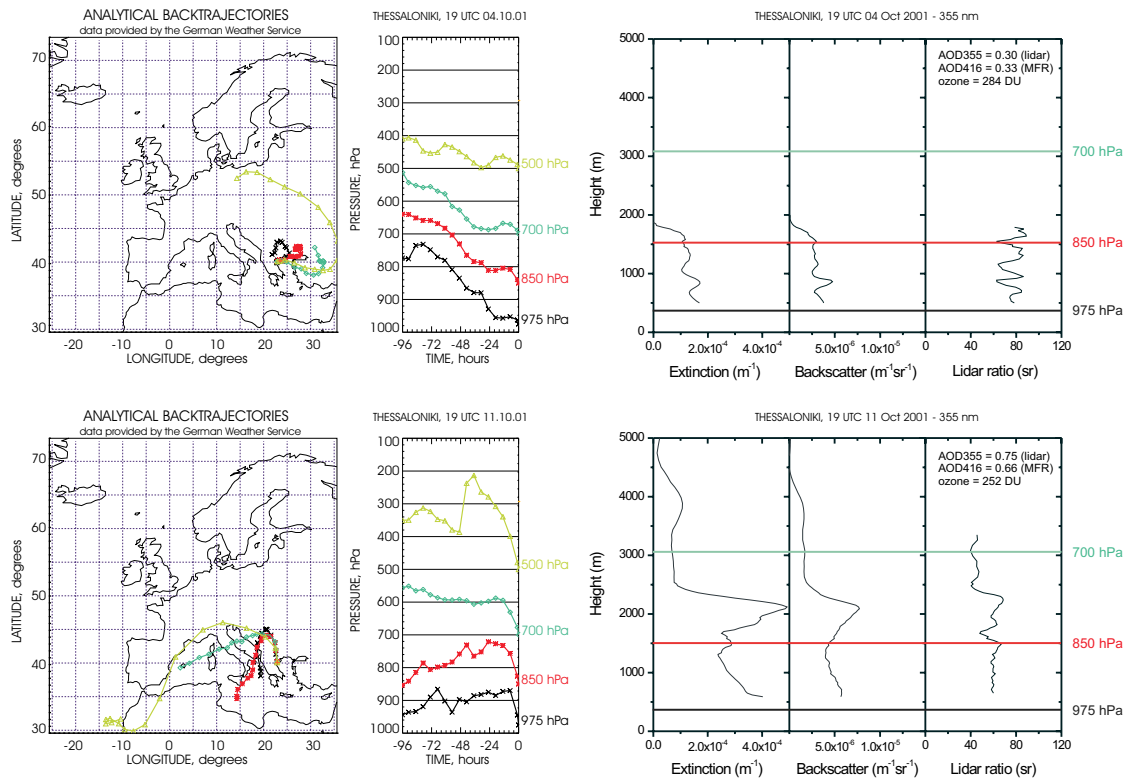 ANALYTICAL BACKTRAJECTORIES
data provided by the German Weather Service
LATITUDE, degrees
70
60
50
40
30
-20 -10 0 10 20 30
LONGITUDE, degrees
THESSALONIKI, 19 UTC 04.10.01
PRESSURE, hPa
100
200
300
400
500
600
700
800
900
1000
500 hPa
700 hPa
850 hPa
975 hPa
-96 -72 -48 -24 0
TIME, hours
THESSALONIKI, 19 UTC 04 Oct 2001 - 355 nm
Height (m)
5000
4000
3000
2000
1000
0
AOD355 = 0.30 (lidar)
AOD416 = 0.33 (MFR)
ozone = 284 DU
700 hPa
850 hPa
975 hPa
0.0 2.0x10⁻⁴ 4.0x10⁻⁴
Extinction (m⁻¹)
5.0x10⁻⁶ 1.0x10⁻⁵
Backscatter (m⁻¹sr⁻¹)
0 40 80 120
Lidar ratio (sr)
ANALYTICAL BACKTRAJECTORIES
data provided by the German Weather Service
LATITUDE, degrees
70
60
50
40
30
-20 -10 0 10 20 30
LONGITUDE, degrees
THESSALONIKI, 19 UTC 11.10.01
PRESSURE, hPa
100
200
300
400
500
600
700
800
900
1000
500 hPa
700 hPa
850 hPa
975 hPa
-96 -72 -48 -24 0
TIME, hours
THESSALONIKI, 19 UTC 11 Oct 2001 - 355 nm
Height (m)
5000
4000
3000
2000
1000
0
AOD355 = 0.75 (lidar)
AOD416 = 0.66 (MFR)
ozone = 252 DU
700 hPa
850 hPa
975 hPa
0.0 2.0x10⁻⁴ 4.0x10⁻⁴
Extinction (m⁻¹)
5.0x10⁻⁶ 1.0x10⁻⁵
Backscatter (m⁻¹sr⁻¹)
0 40 80 120
Lidar ratio (sr)